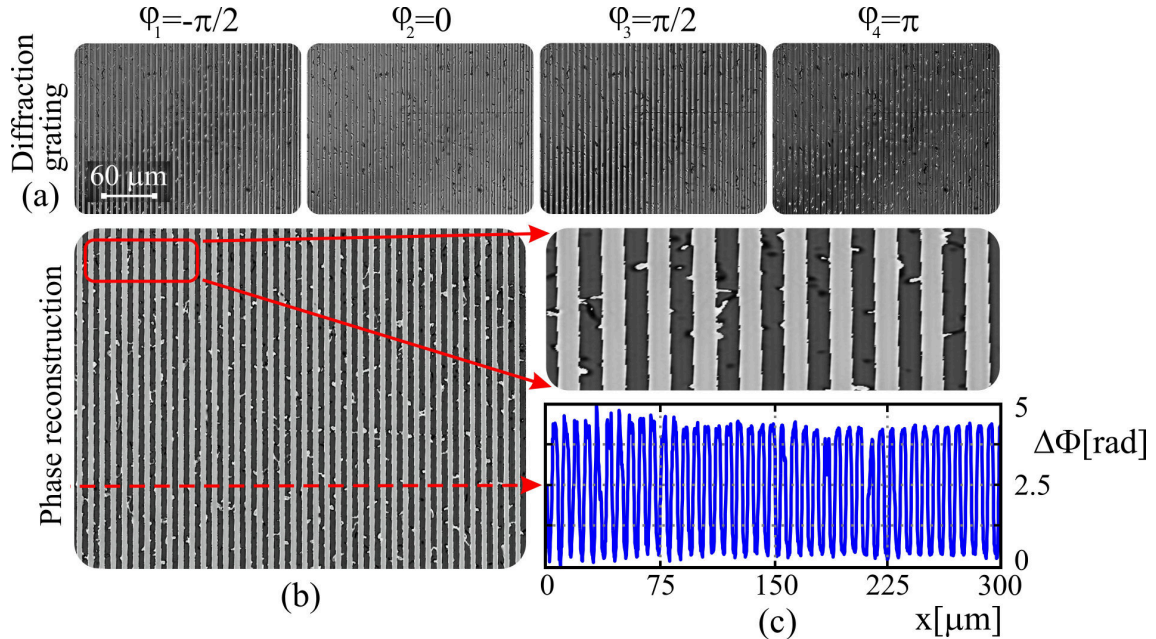 φ₁=-π/2
φ₂=0
φ₃=π/2
φ₄=π
Diffraction
grating
(a)
60 μm
Phase reconstruction
(b)
5
ΔΦ[rad]
2.5
0
0
75
150
225
300
(c)
x[μm]